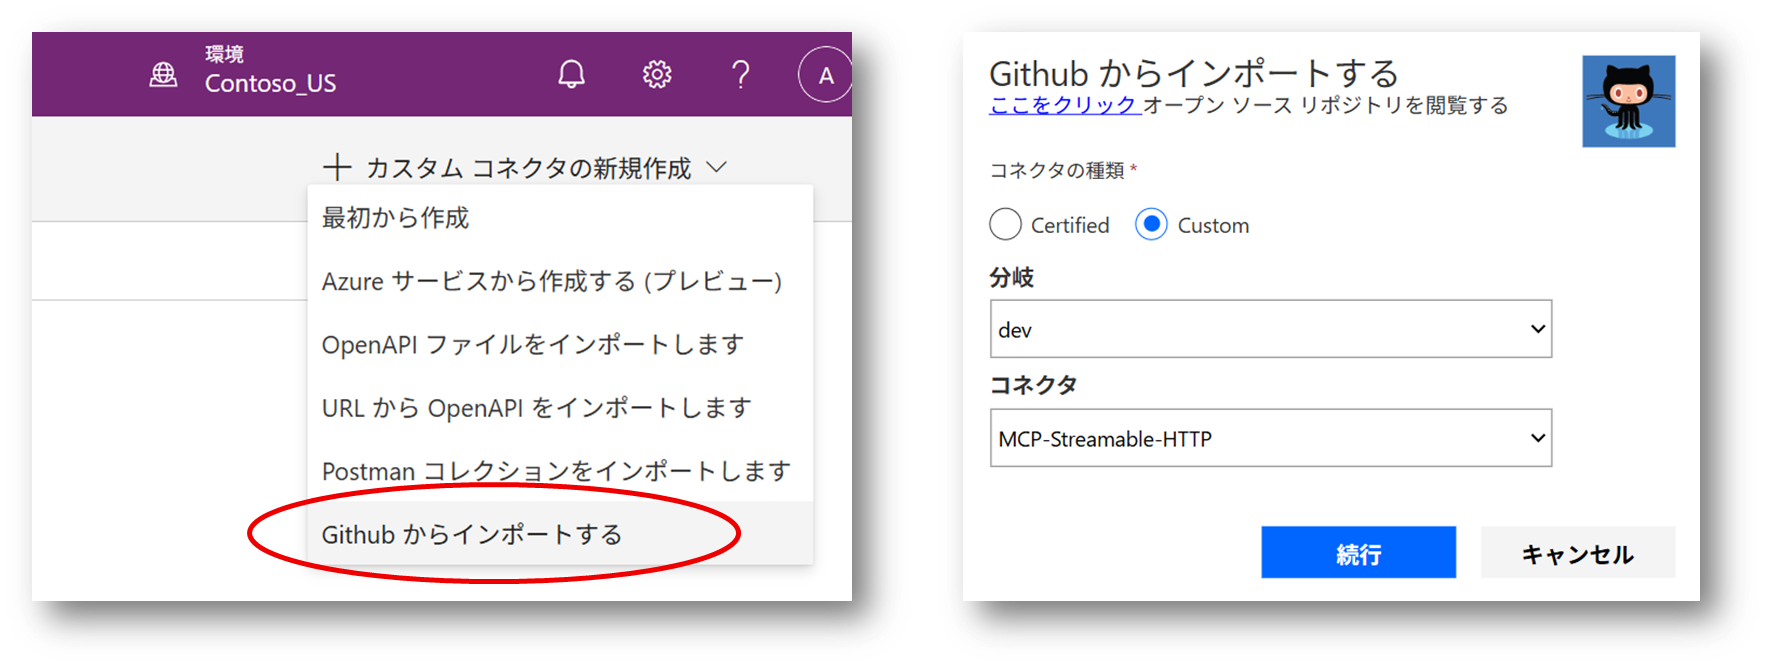 環境
Contoso_US
?
A
カスタム コネクタの新規作成
最初から作成
Azure サービスから作成する (プレビュー)
OpenAPI ファイルをインポートします
URL から OpenAPI をインポートします
Postman コレクションをインポートします
Github からインポートする
Github からインポートする
ここをクリック オープン ソース リポジトリを閲覧する
コネクタの種類 *
Certified
Custom
分岐
dev
コネクタ
MCP-Streamable-HTTP
続行
キャンセル